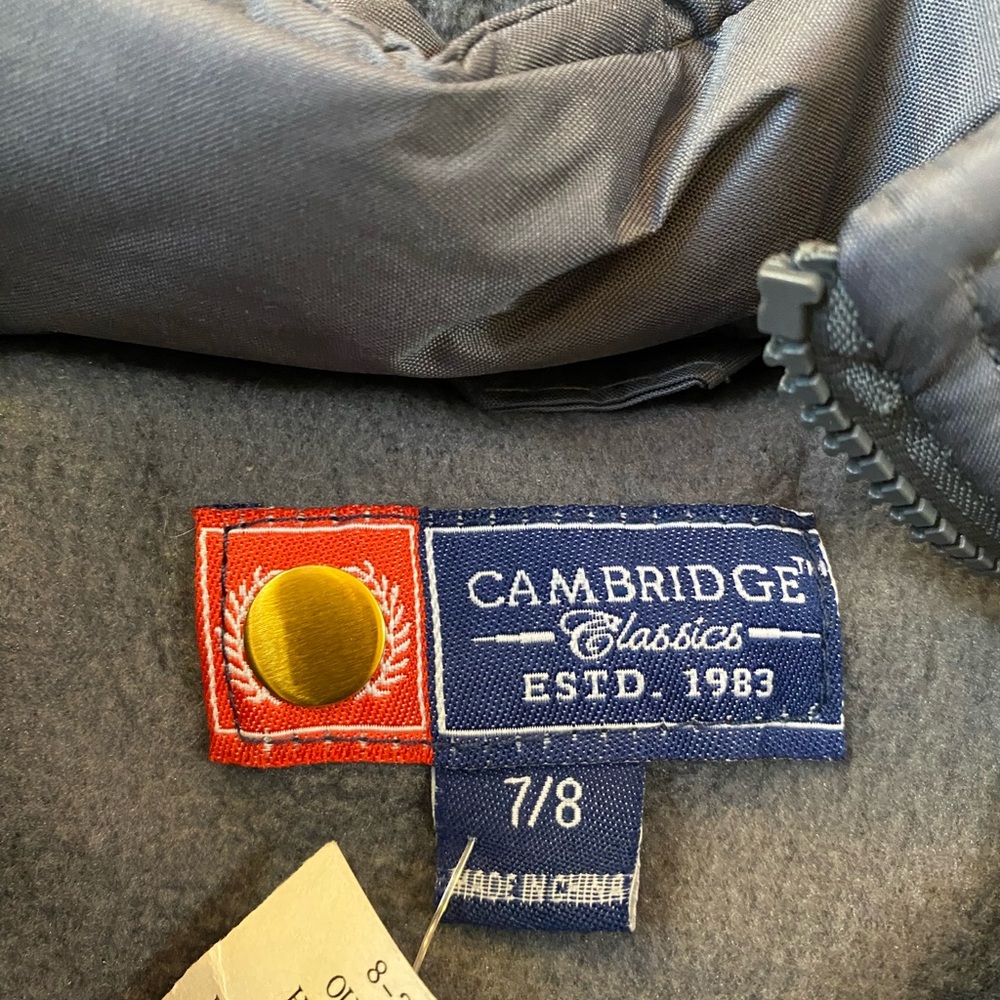 CAMBRIDGE™
Classics
ESTD. 1983
7/8
MADE IN CHINA